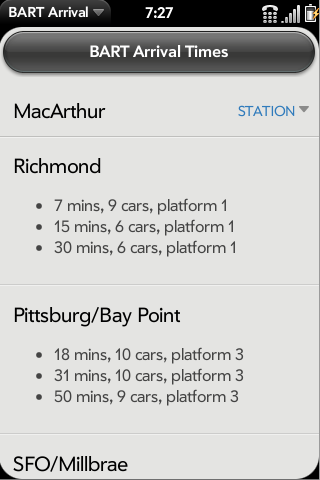 BART Arrival 7:27
BART Arrival Times
MacArthur STATION
Richmond
• 7 mins, 9 cars, platform 1
• 15 mins, 6 cars, platform 1
• 30 mins, 6 cars, platform 1
Pittsburg/Bay Point
• 18 mins, 10 cars, platform 3
• 31 mins, 10 cars, platform 3
• 50 mins, 9 cars, platform 3
SFO/Millbrae